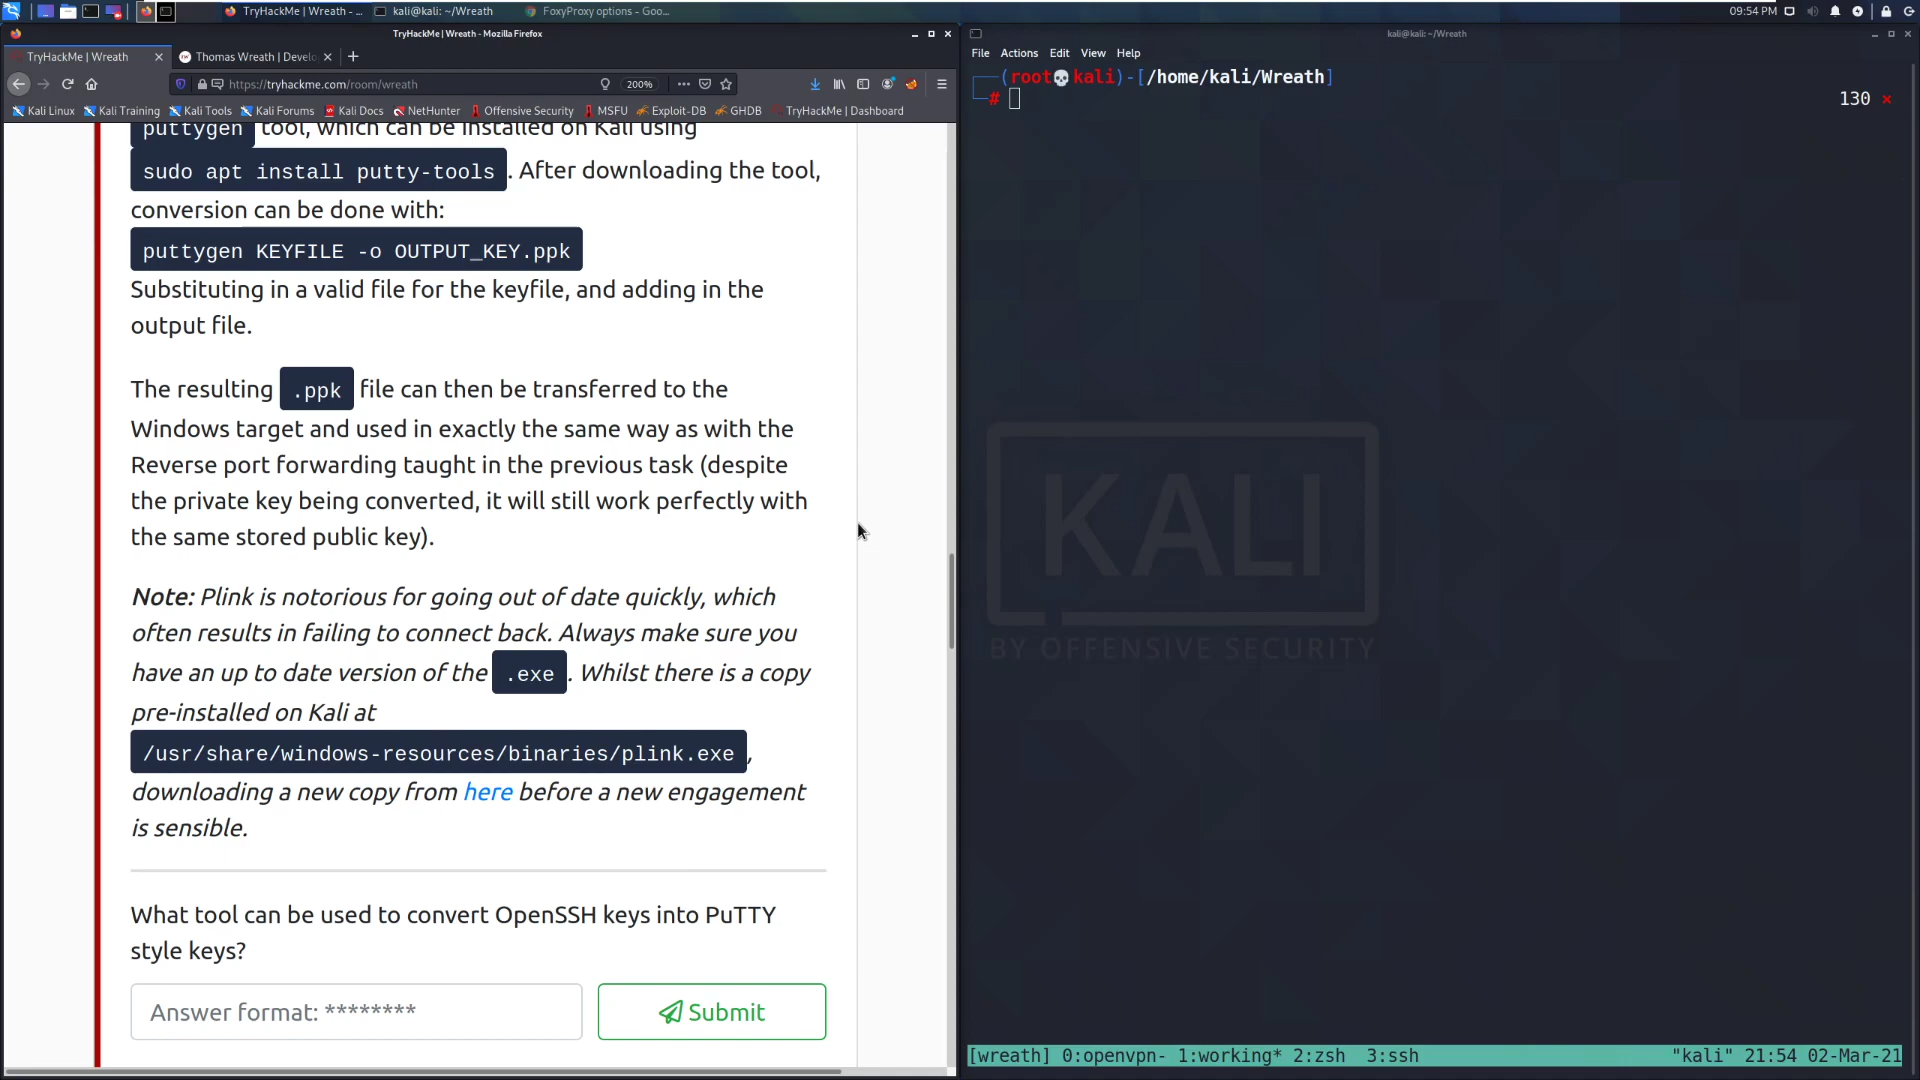 TryHackMe | Wreath - ...
kali@kali: ~/Wreath
FoxyProxy options - Goo...
09:54 PM
TryHackMe | Wreath - Mozilla Firefox
kali@kali: ~/Wreath
TryHackMe | Wreath
Thomas Wreath | Develo
File Actions Edit View Help
https://tryhackme.com/room/wreath
200%
Kali Linux Kali Training Kali Tools Kali Forums Kali Docs NetHunter Offensive Security MSFU Exploit-DB GHDB TryHackMe | Dashboard
(root💀kali)-[/home/kali/Wreath]
#
130 ×
puttygen tool, which can be installed on Kali using
sudo apt install putty-tools . After downloading the tool,
conversion can be done with:
puttygen KEYFILE -o OUTPUT_KEY.ppk
Substituting in a valid file for the keyfile, and adding in the
output file.
The resulting .ppk file can then be transferred to the
Windows target and used in exactly the same way as with the
Reverse port forwarding taught in the previous task (despite
the private key being converted, it will still work perfectly with
the same stored public key).
Note: Plink is notorious for going out of date quickly, which
often results in failing to connect back. Always make sure you
have an up to date version of the .exe . Whilst there is a copy
pre-installed on Kali at
/usr/share/windows-resources/binaries/plink.exe ,
downloading a new copy from here before a new engagement
is sensible.
What tool can be used to convert OpenSSH keys into PuTTY
style keys?
Answer format: ********
Submit
KALI
BY OFFENSIVE SECURITY
[wreath] 0:openvpn- 1:working* 2:zsh 3:ssh
"kali" 21:54 02-Mar-21